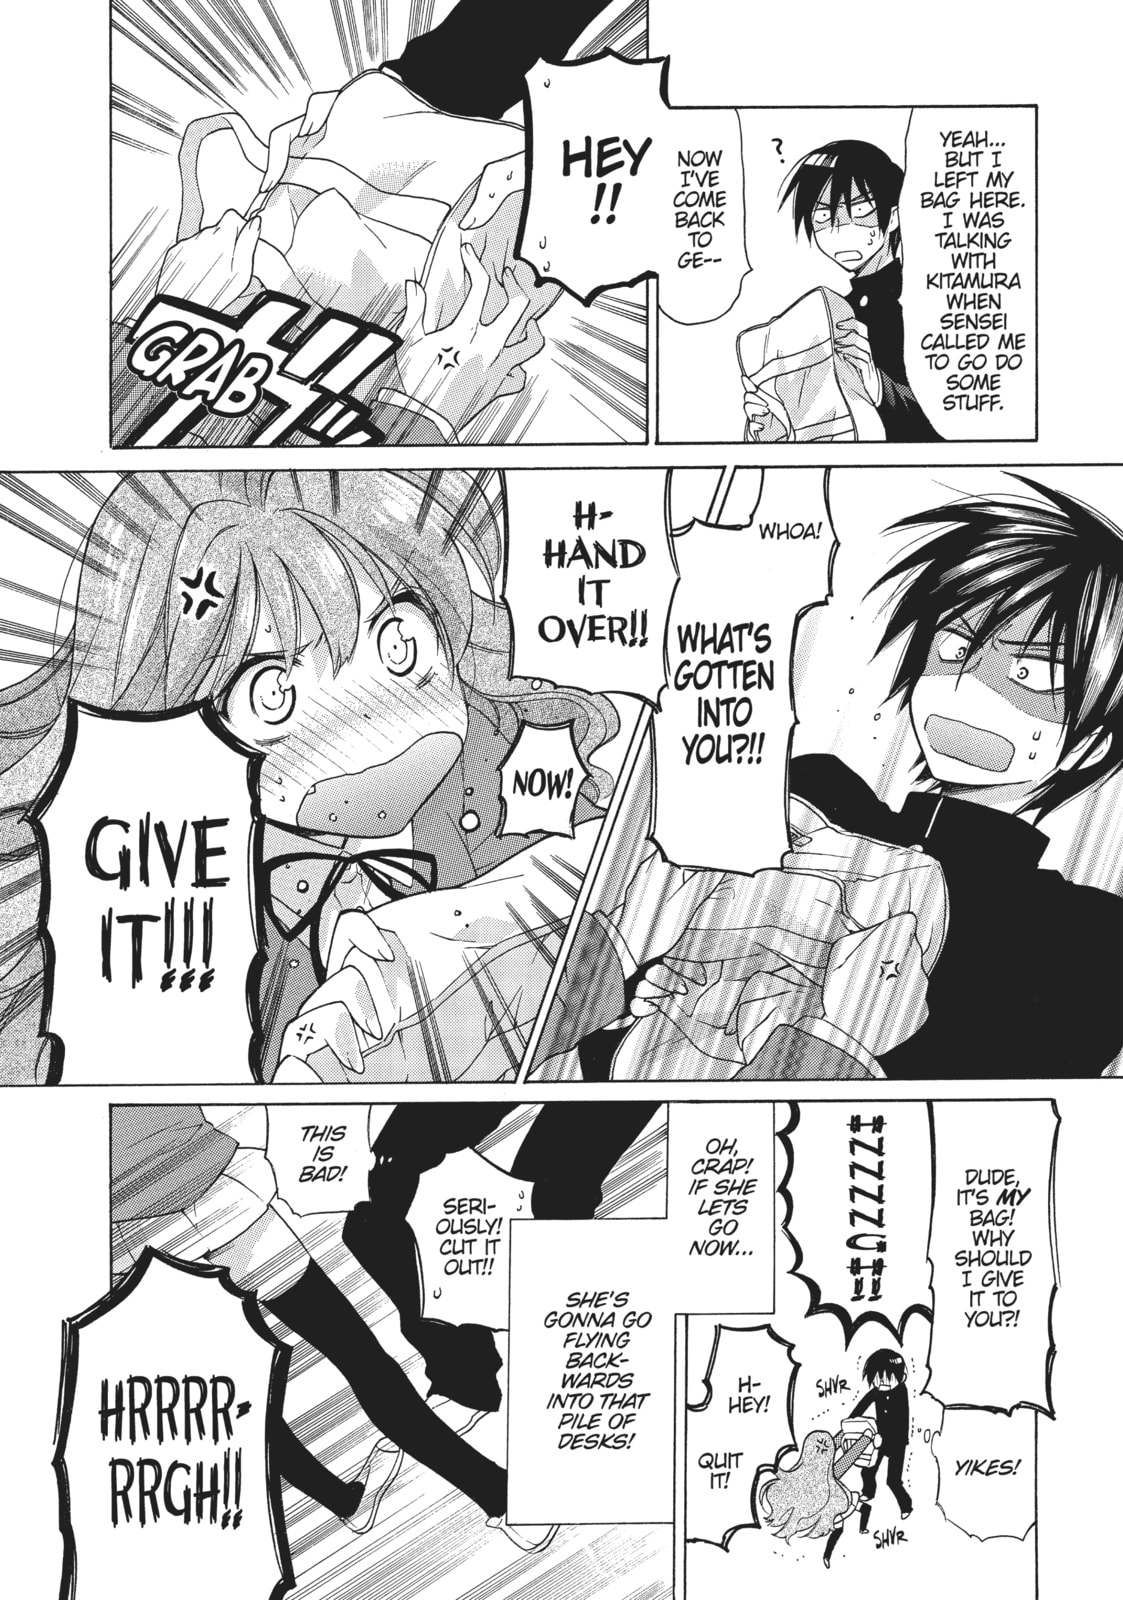 YEAH...
BUT I
LEFT MY
BAG HERE.
I WAS
TALKING
WITH
KITAMURA
WHEN
SENSEI
CALLED ME
TO GO DO
SOME
STUFF.
?
NOW
I'VE
COME
BACK
TO
GE--
HEY
!!
GRAB
WHOA!
WHAT'S
GOTTEN
INTO
YOU?!!
H-
HAND
IT
OVER!!
NOW!
GIVE
IT!!!
DUDE,
IT'S MY
BAG!
WHY
SHOULD
I GIVE
IT TO
YOU?!
YIKES!
SHVR
SHVR
H-
HEY!
QUIT
IT!
OH,
CRAP!
IF SHE
LETS
GO
NOW...
SHE'S
GONNA GO
FLYING
BACK-
WARDS
INTO THAT
PILE OF
DESKS!
THIS
IS
BAD!
SERI-
OUSLY!
CUT IT
OUT!!
HRRRR-
RRGH!!